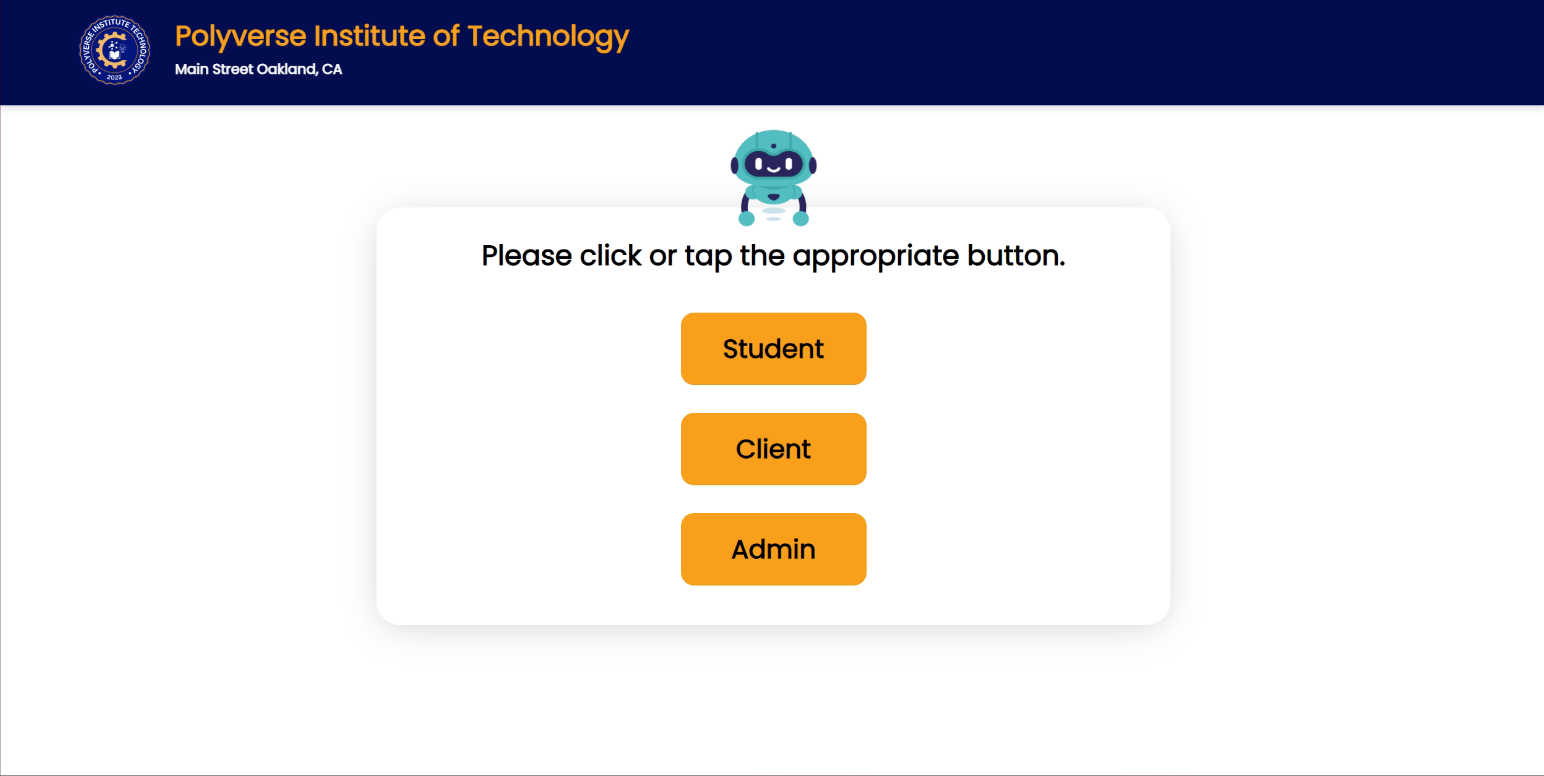 POLYVERSE INSTITUTE TECHNOLOGY
2023
Polyverse Institute of Technology
Main Street Oakland, CA
Please click or tap the appropriate button.
Student
Client
Admin